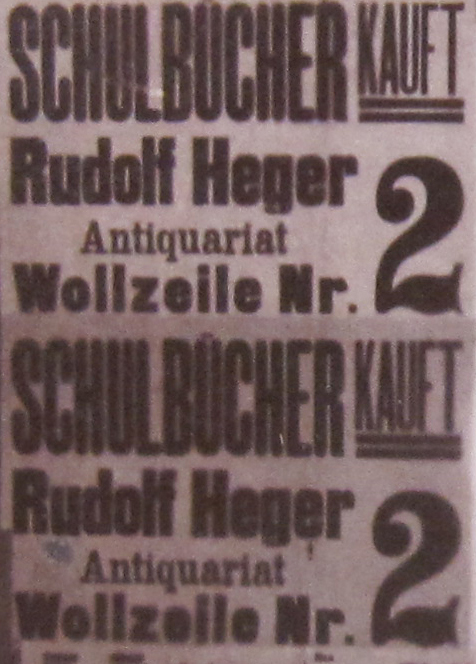 SCHULBÜCHER KAUFT
Rudolf Heger
Antiquariat
Wollzeile Nr. 2
SCHULBÜCHER KAUFT
Rudolf Heger
Antiquariat
Wollzeile Nr. 2